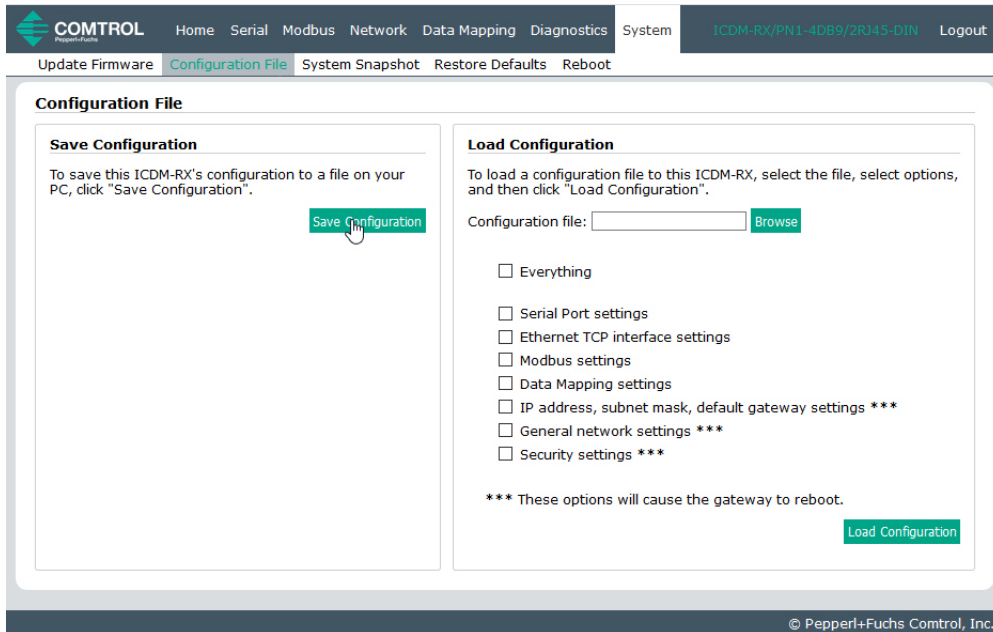 COMTROL
Pepperl+Fuchs
Home Serial Modbus Network Data Mapping Diagnostics System ICDM-RX/PN1-4DB9/2RJ45-DIN Logout
Update Firmware Configuration File System Snapshot Restore Defaults Reboot
Configuration File
Save Configuration
To save this ICDM-RX's configuration to a file on your
PC, click "Save Configuration".
Save Configuration
Load Configuration
To load a configuration file to this ICDM-RX, select the file, select options,
and then click "Load Configuration".
Configuration file: Browse
Everything
Serial Port settings
Ethernet TCP interface settings
Modbus settings
Data Mapping settings
IP address, subnet mask, default gateway settings ***
General network settings ***
Security settings ***
*** These options will cause the gateway to reboot.
Load Configuration
© Pepperl+Fuchs Comtrol, Inc.